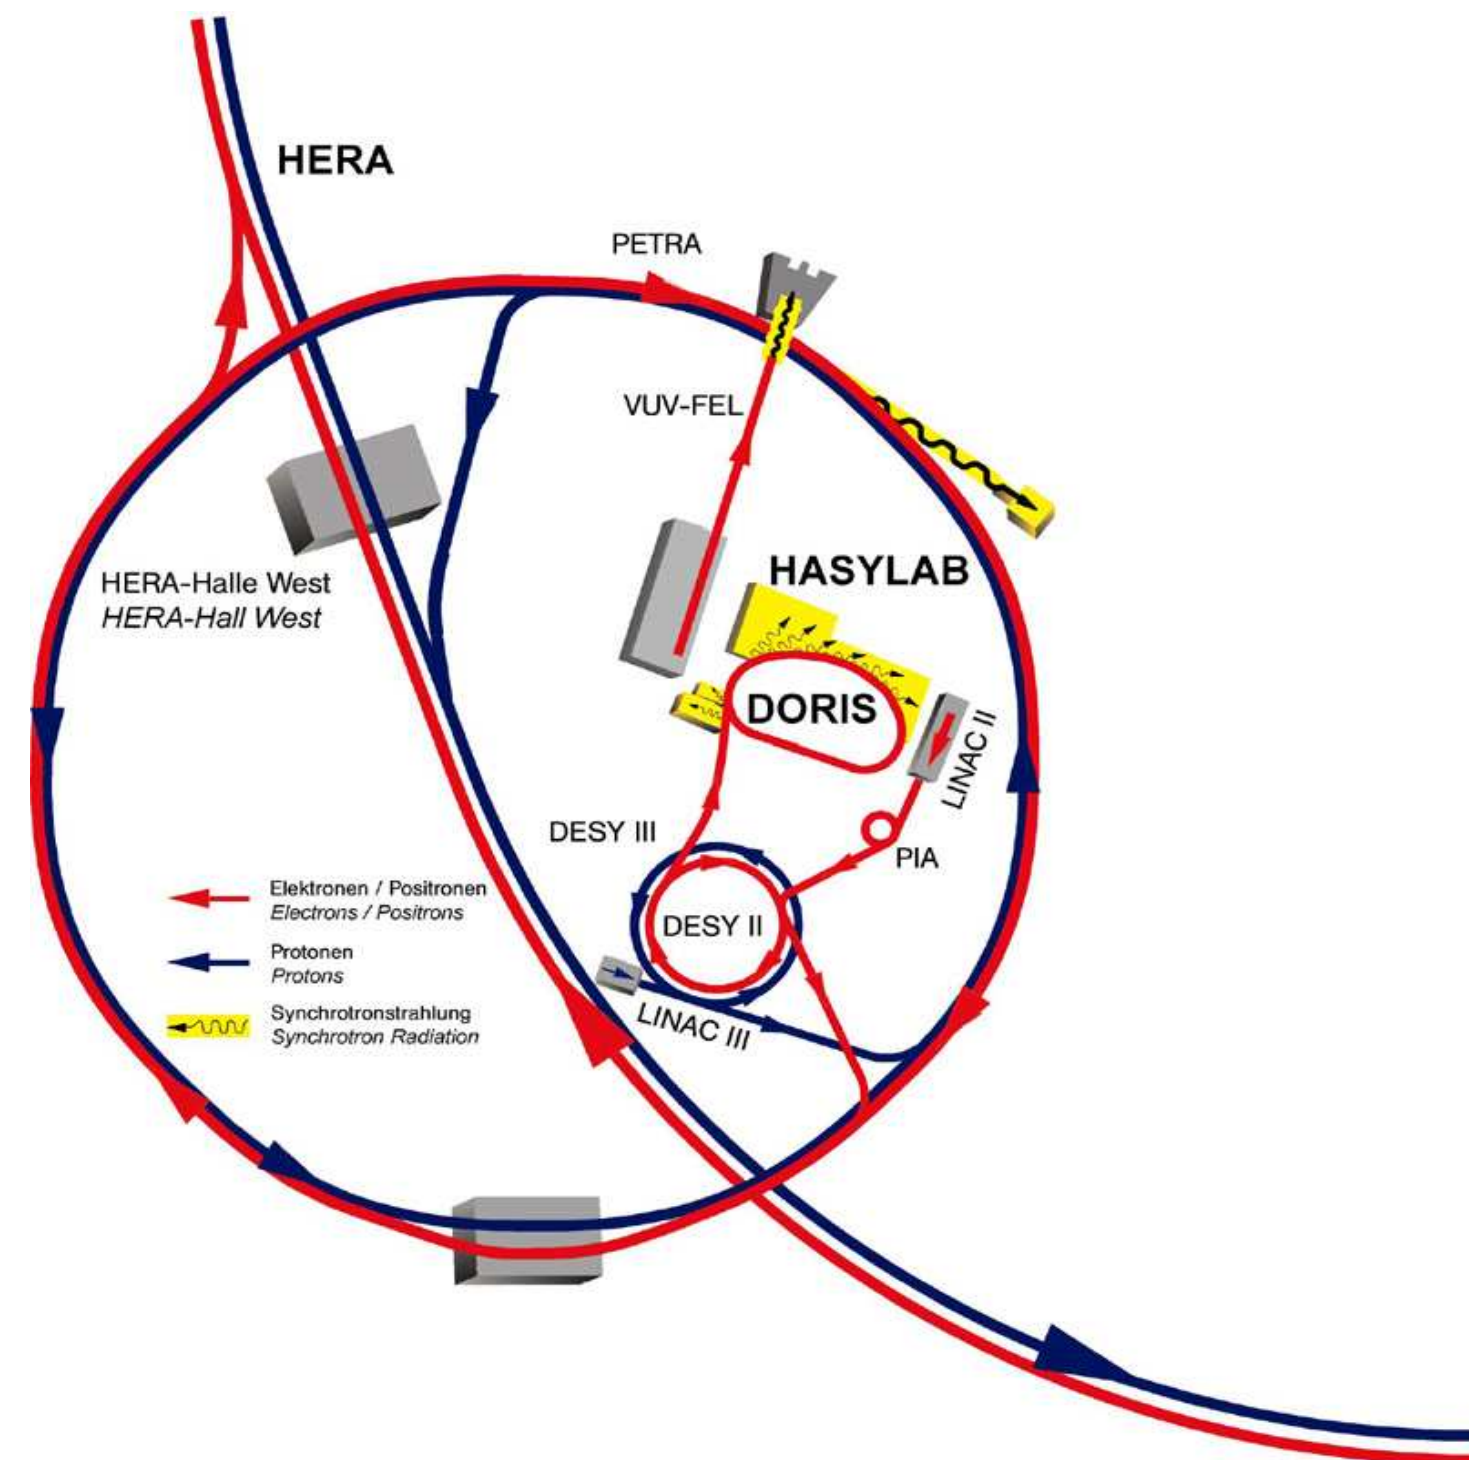 HERA
PETRA
VUV-FEL
HASYLAB
HERA-Halle West
HERA-Hall West
DORIS
LINAC II
DESY III
PIA
Elektronen / Positronen
Electrons / Positrons
DESY II
Protonen
Protons
LINAC III
Synchrotronstrahlung
Synchrotron Radiation